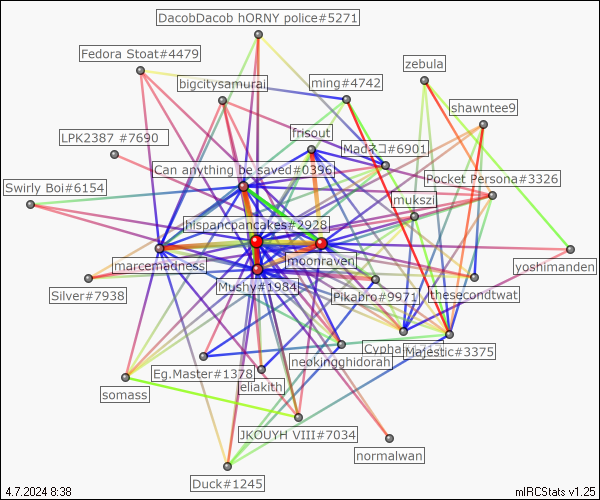 DacobDacob hORNY police#5271
Fedora Stoat#4479
zebula
bigcitysamurai
ming#4742
shawntee9
frisout
LPK2387 #7690
Madネコ#6901
Can anything be saved#0396
Pocket Persona#3326
Swirly Boi#6154
mukszi
hispancpancakes#2928
moonraven
marcemadness
yoshimanden
Mushy#1984
Silver#7938
Pikabro#9971
thesecondtwat
Majestic#3375
neokingghidorah
Eg.Master#1378
eliakith
somass
JKOUYH VIII#7034
normalwan
Duck#1245
4.7.2024 8:38
mIRCStats v1.25